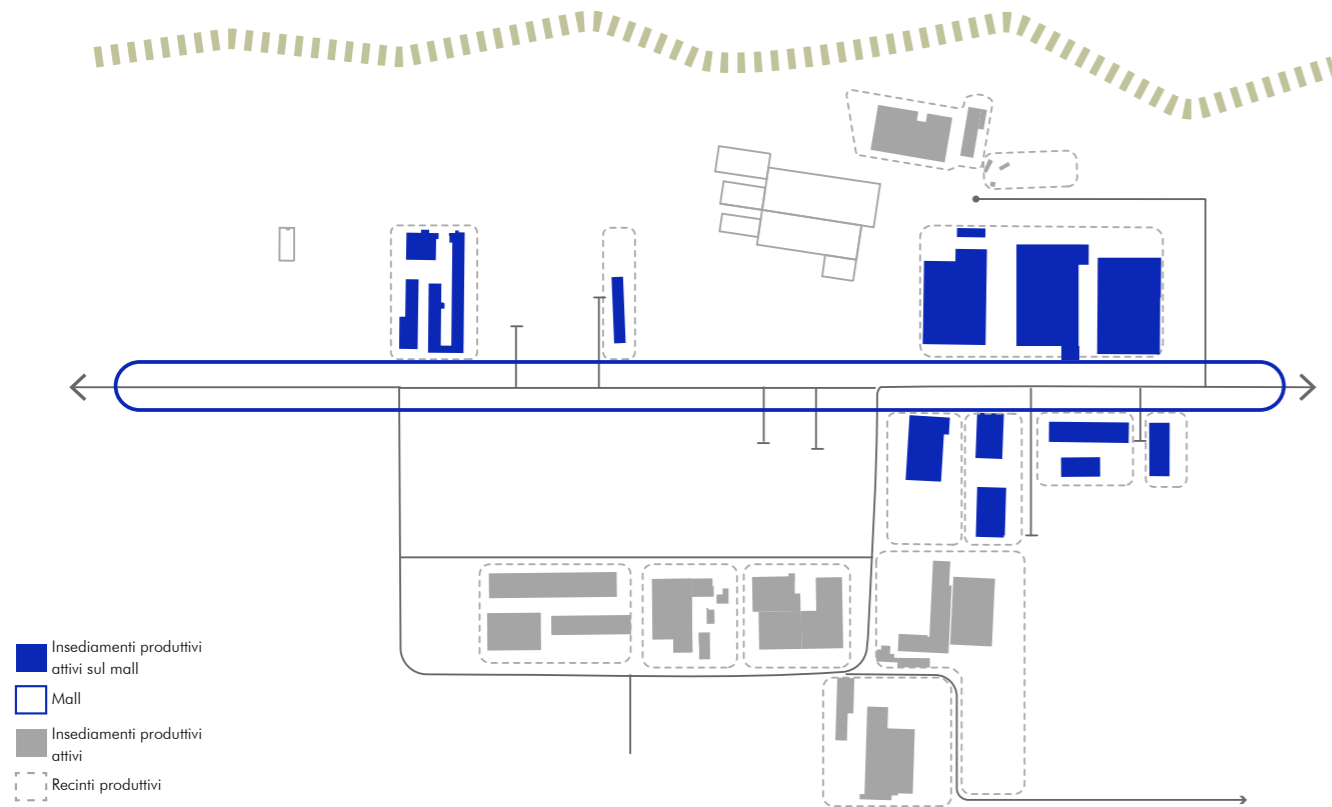 Insediamenti produttivi
attivi sul mall
Mall
Insediamenti produttivi
attivi
Recinti produttivi